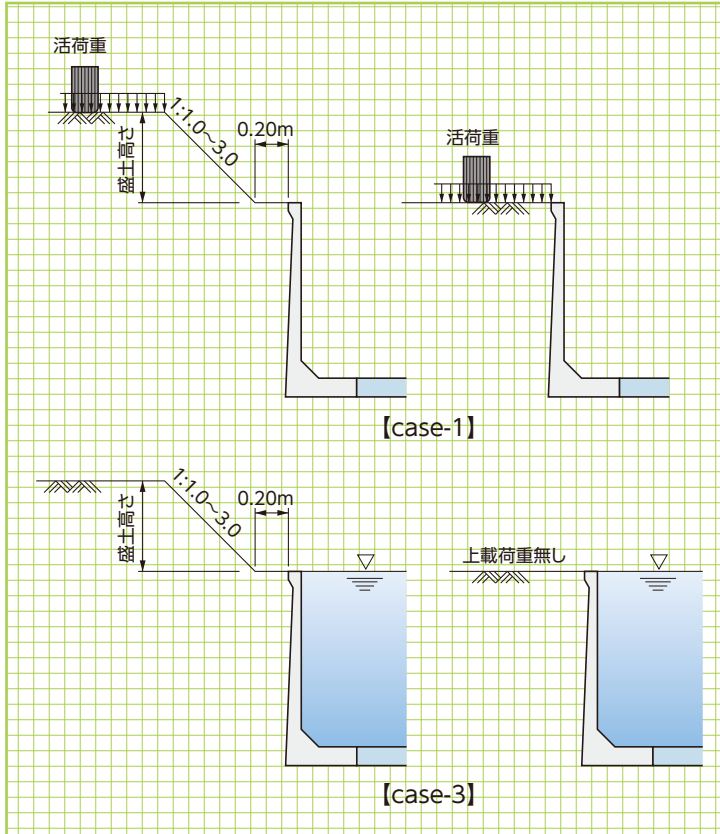 活荷重
1:1.0～3.0
0.20m
盛土高さ
活荷重
【case-1】
1:1.0～3.0
0.20m
盛土高さ
上載荷重無し
【case-3】